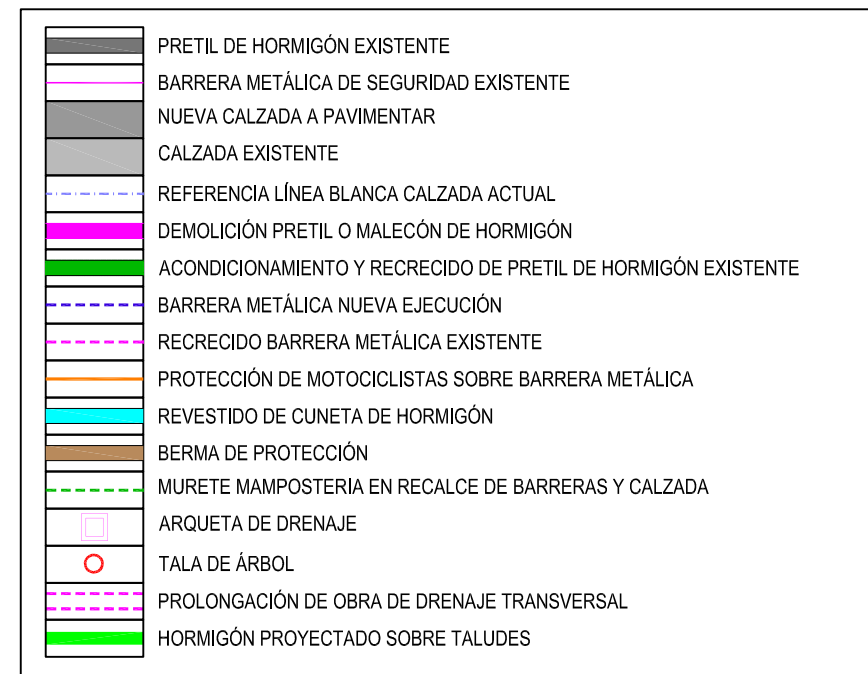 PRETIL DE HORMIGÓN EXISTENTE
BARRERA METÁLICA DE SEGURIDAD EXISTENTE
NUEVA CALZADA A PAVIMENTAR
CALZADA EXISTENTE
REFERENCIA LÍNEA BLANCA CALZADA ACTUAL
DEMOLICIÓN PRETIL O MALECÓN DE HORMIGÓN
ACONDICIONAMIENTO Y RECRECIDO DE PRETIL DE HORMIGÓN EXISTENTE
BARRERA METÁLICA NUEVA EJECUCIÓN
RECRECIDO BARRERA METÁLICA EXISTENTE
PROTECCIÓN DE MOTOCICLISTAS SOBRE BARRERA METÁLICA
REVESTIDO DE CUNETA DE HORMIGÓN
BERMA DE PROTECCIÓN
MURETE MAMPOSTERIA EN RECALCE DE BARRERAS Y CALZADA
ARQUETA DE DRENAJE
TALA DE ÁRBOL
PROLONGACIÓN DE OBRA DE DRENAJE TRANSVERSAL
HORMIGÓN PROYECTADO SOBRE TALUDES